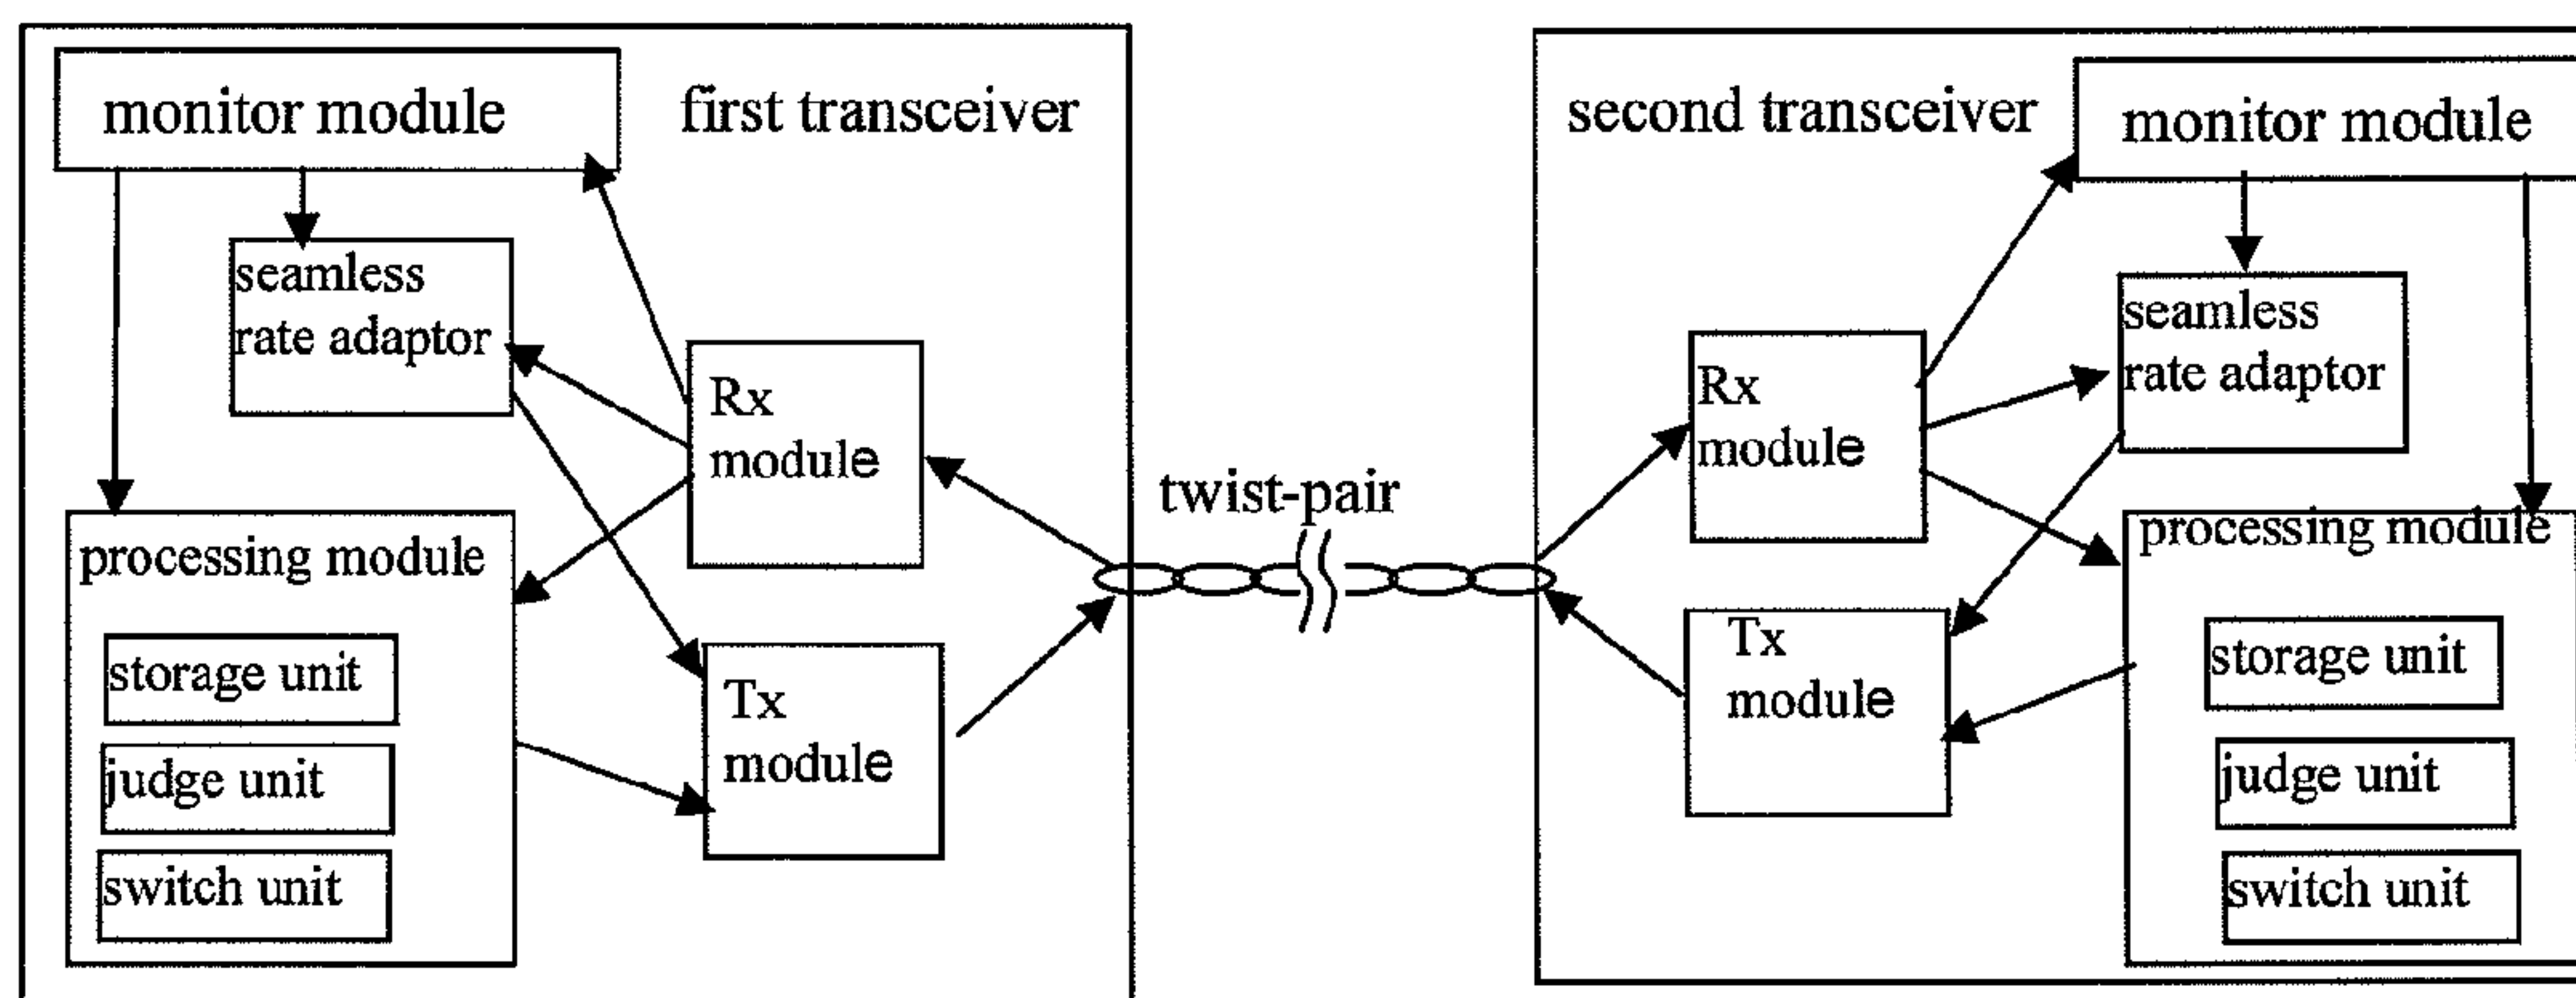 monitor module
first transceiver
seamless
rate adaptor
Rx
module
processing module
storage unit
judge unit
switch unit
Tx
module
twist-pair
second transceiver
monitor module
Rx
module
seamless
rate adaptor
Tx
module
processing module
storage unit
judge unit
switch unit